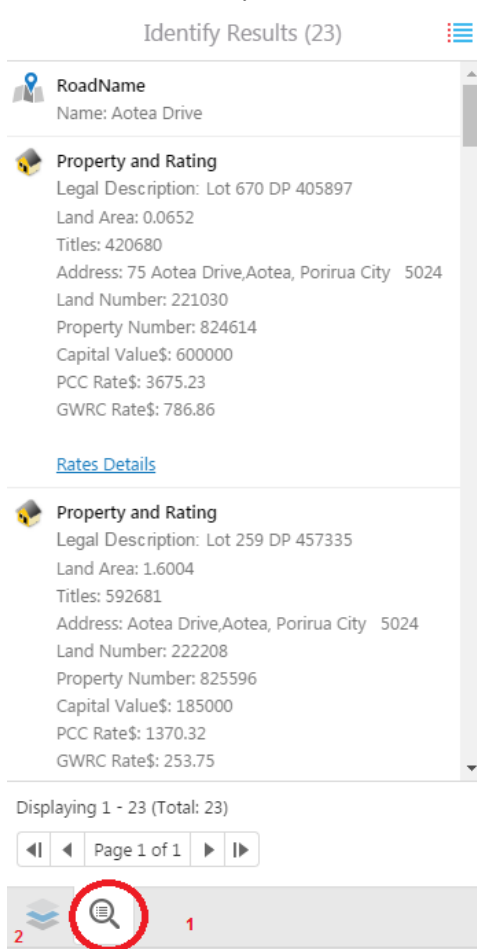 Identify Results (23)
RoadName
Name: Aotea Drive
Property and Rating
Legal Description: Lot 670 DP 405897
Land Area: 0.0652
Titles: 420680
Address: 75 Aotea Drive,Aotea, Porirua City   5024
Land Number: 221030
Property Number: 824614
Capital Value$: 600000
PCC Rate$: 3675.23
GWRC Rate$: 786.86
Rates Details
Property and Rating
Legal Description: Lot 259 DP 457335
Land Area: 1.6004
Titles: 592681
Address: Aotea Drive,Aotea, Porirua City   5024
Land Number: 222208
Property Number: 825596
Capital Value$: 185000
PCC Rate$: 1370.32
GWRC Rate$: 253.75
Displaying 1 - 23 (Total: 23)
Page 1 of 1
2 1